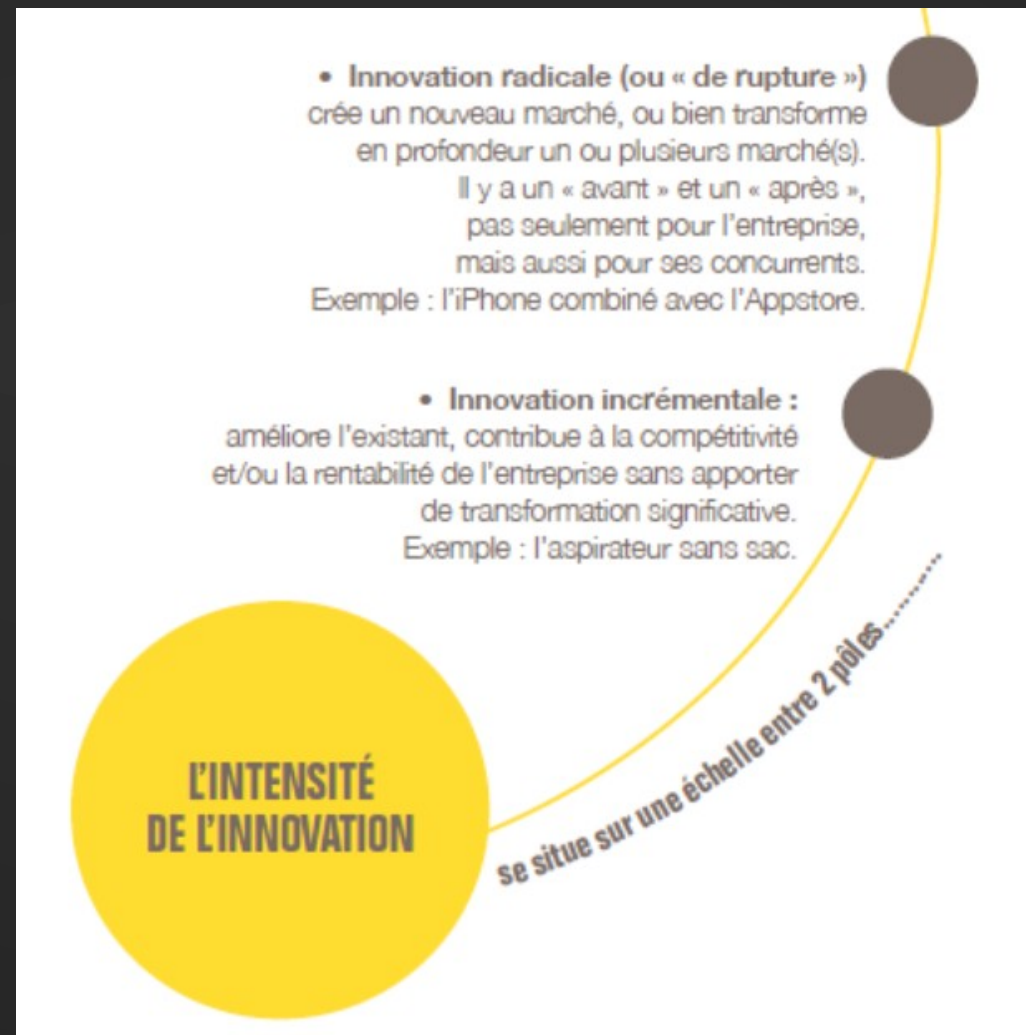 • Innovation radicale (ou « de rupture »)
crée un nouveau marché, ou bien transforme
en profondeur un ou plusieurs marché(s).
Il y a un « avant » et un « après »,
pas seulement pour l'entreprise,
mais aussi pour ses concurrents.
Exemple : l'iPhone combiné avec l'Appstore.
• Innovation incrémentale :
améliore l'existant, contribue à la compétitivité
et/ou la rentabilité de l'entreprise sans apporter
de transformation significative.
Exemple : l'aspirateur sans sac.
L'INTENSITÉ
DE L'INNOVATION
se situe sur une échelle entre 2 pôles..........